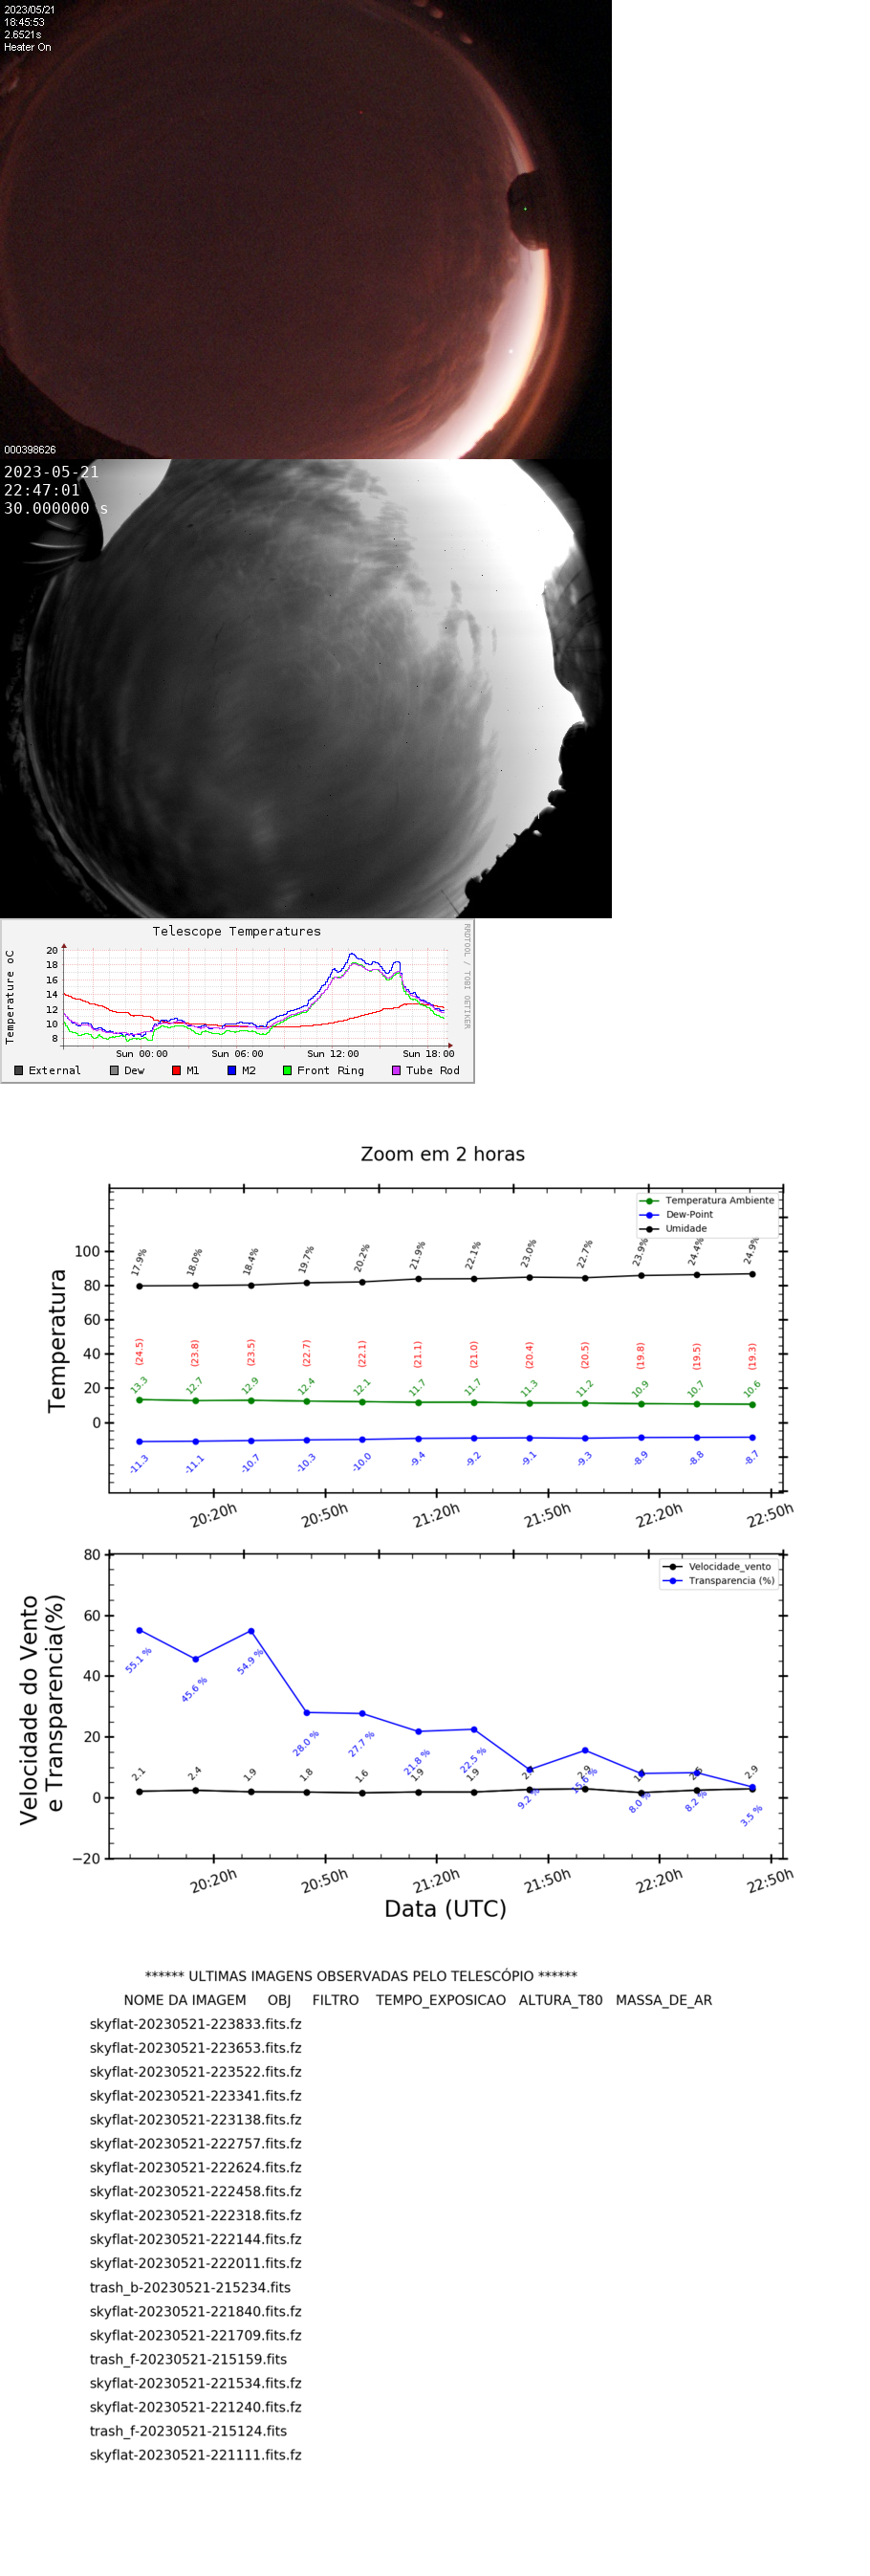 2023/05/21
18:45:53
2.6521s
Heater On
000398626
2023-05-21
22:47:01
30.000000 s
Telescope Temperatures
RRDTOOL / TOBI OETIKER
Temperature oC
20
18
16
14
12
10
8
Sun 00:00 Sun 06:00 Sun 12:00 Sun 18:00
External Dew M1 M2 Front Ring Tube Rod
Zoom em 2 horas
Temperatura Ambiente
Dew-Point
Umidade
Temperatura
100
80
60
40
20
0
17.9% 18.0% 18.4% 19.7% 20.2% 21.9% 22.1% 23.0% 22.7% 23.9% 24.4% 24.9%
(24.5) (23.8) (23.5) (22.7) (22.1) (21.1) (21.0) (20.4) (20.5) (19.8) (19.5) (19.3)
13.3 12.7 12.9 12.4 12.1 11.7 11.7 11.3 11.2 10.9 10.7 10.6
-11.3 -11.1 -10.7 -10.3 -10.0 -9.4 -9.2 -9.1 -9.3 -8.9 -8.8 -8.7
20:20h 20:50h 21:20h 21:50h 22:20h 22:50h
Velocidade_vento
Transparencia (%)
Velocidade do Vento
e Transparencia(%)
80
60
40
20
0
−20
55.1 % 45.6 % 54.9 % 28.0 % 27.7 % 21.8 % 22.5 % 9.2 % 15.6 % 8.0 % 8.2 % 3.5 %
2.1 2.4 1.9 1.8 1.6 1.9 1.9 2.9 2.9
20:20h 20:50h 21:20h 21:50h 22:20h 22:50h
Data (UTC)
****** ULTIMAS IMAGENS OBSERVADAS PELO TELESCÓPIO ******
NOME DA IMAGEM OBJ FILTRO TEMPO_EXPOSICAO ALTURA_T80 MASSA_DE_AR
skyflat-20230521-223833.fits.fz
skyflat-20230521-223653.fits.fz
skyflat-20230521-223522.fits.fz
skyflat-20230521-223341.fits.fz
skyflat-20230521-223138.fits.fz
skyflat-20230521-222757.fits.fz
skyflat-20230521-222624.fits.fz
skyflat-20230521-222458.fits.fz
skyflat-20230521-222318.fits.fz
skyflat-20230521-222144.fits.fz
skyflat-20230521-222011.fits.fz
trash_b-20230521-215234.fits
skyflat-20230521-221840.fits.fz
skyflat-20230521-221709.fits.fz
trash_f-20230521-215159.fits
skyflat-20230521-221534.fits.fz
skyflat-20230521-221240.fits.fz
trash_f-20230521-215124.fits
skyflat-20230521-221111.fits.fz